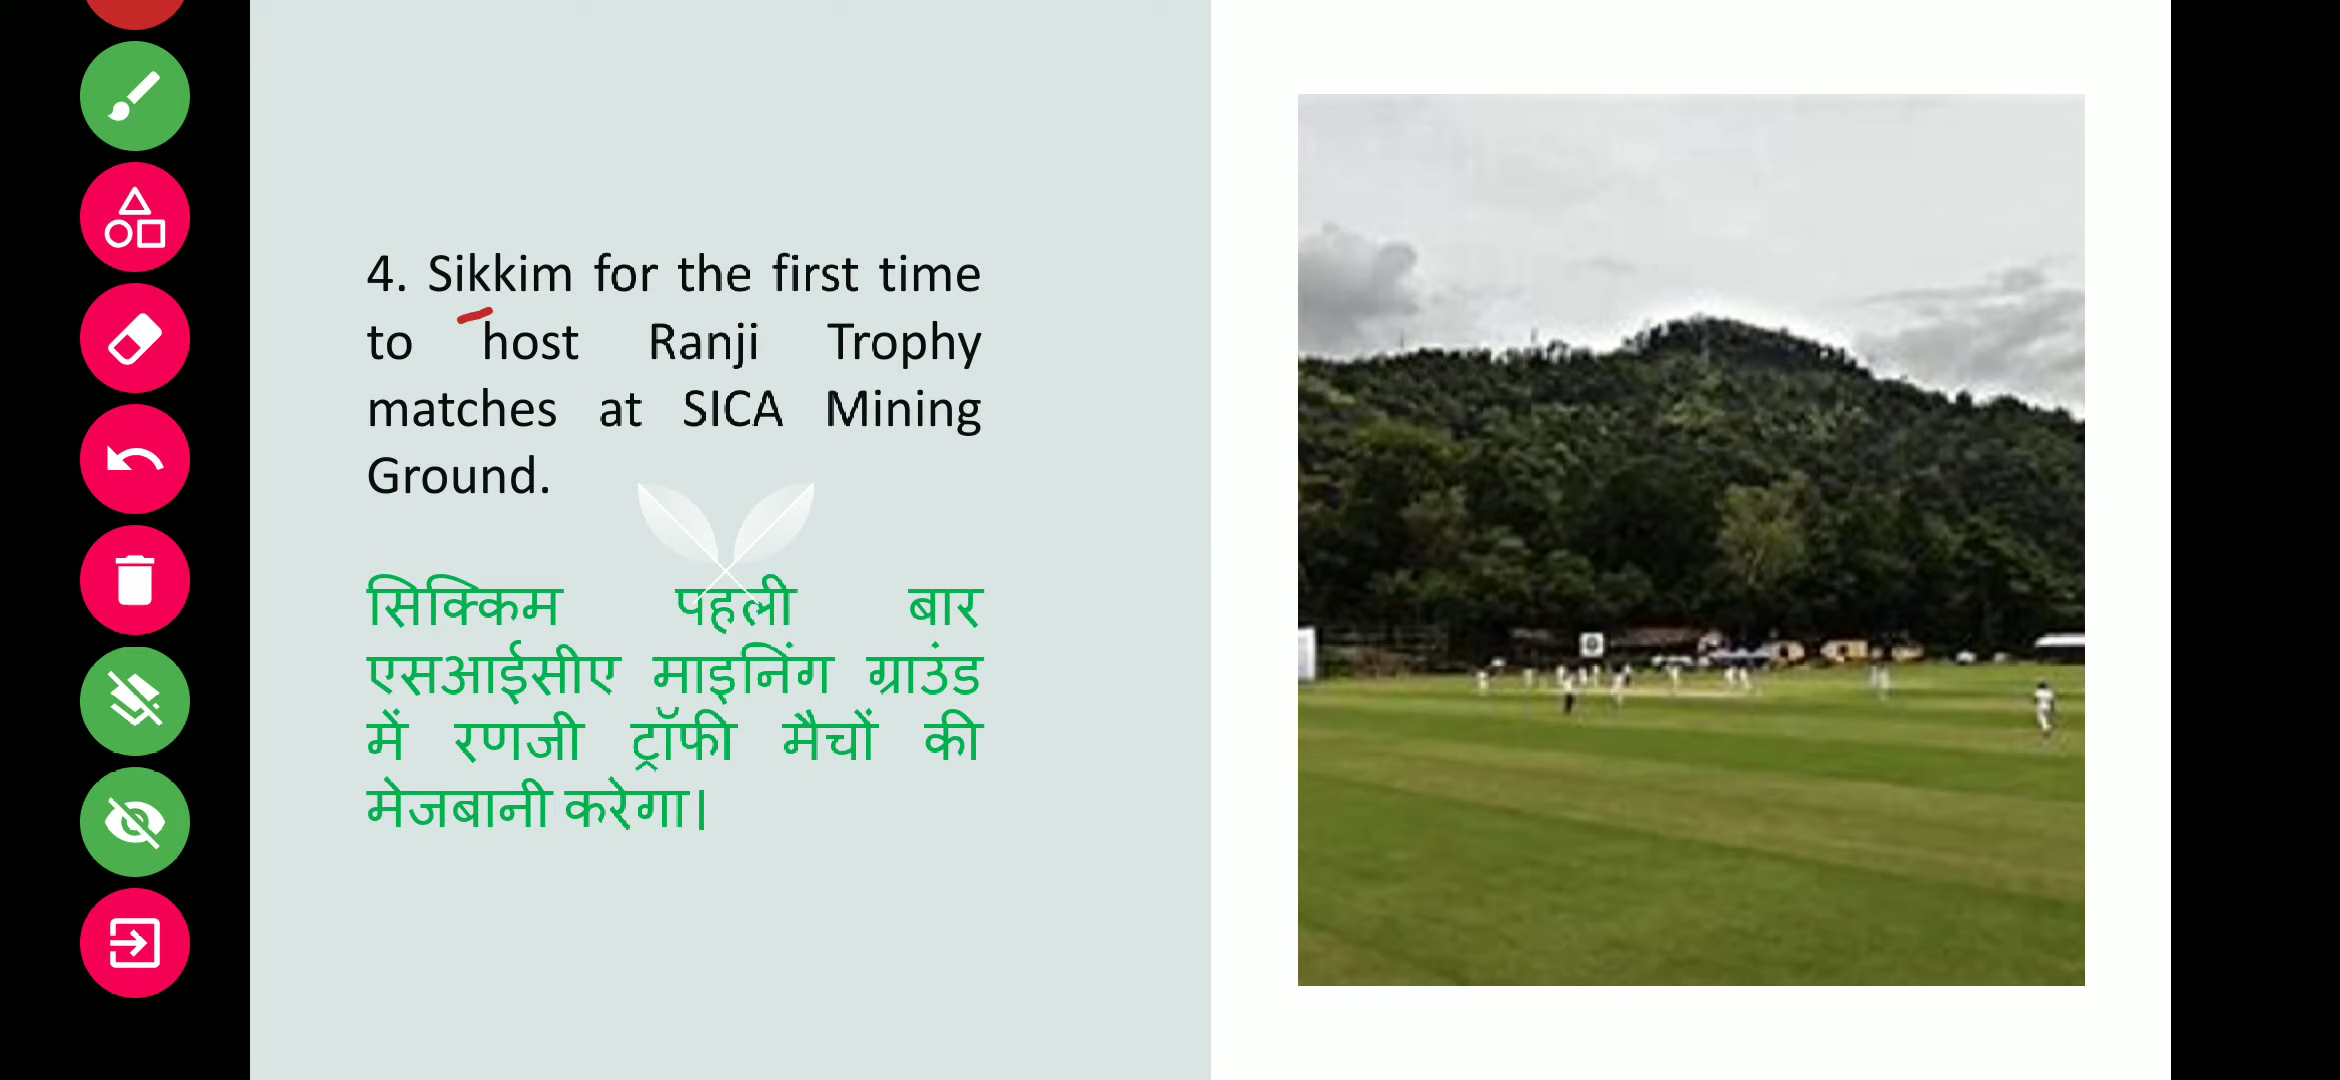 4. Sikkim for the first time
to host Ranji Trophy
matches at SICA Mining
Ground.
सिक्किम पहली बार
एसआईसीए माइनिंग ग्राउंड
में रणजी ट्रॉफी मैचों की
मेजबानी करेगा।